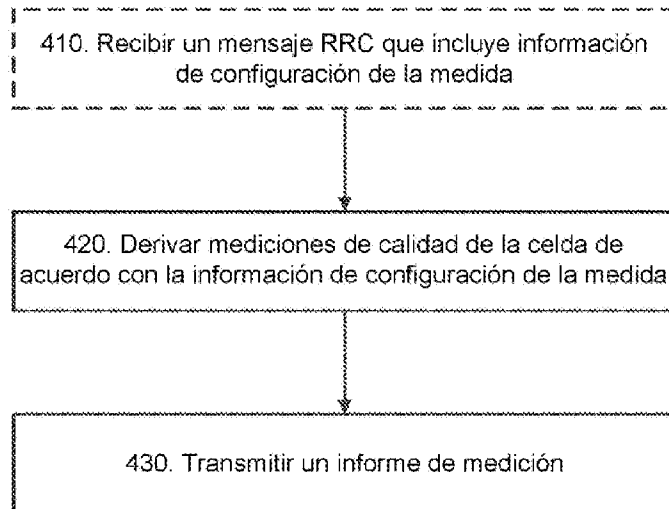 410. Recibir un mensaje RRC que incluye información
de configuración de la medida
420. Derivar mediciones de calidad de la celda de
acuerdo con la información de configuración de la medida
430. Transmitir un informe de medición